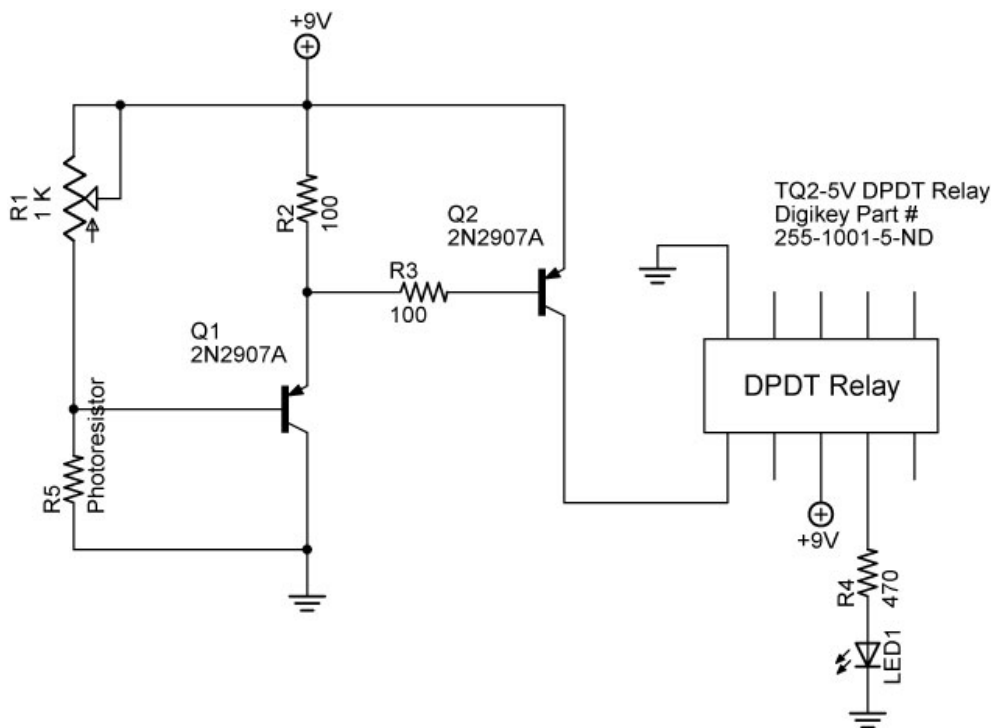 +9V
R1
1 K
R2
100
Q2
2N2907A
TQ2-5V DPDT Relay
Digikey Part #
255-1001-5-ND
R3
100
Q1
2N2907A
DPDT Relay
R5
Photoresistor
+9V
R4
470
LED1